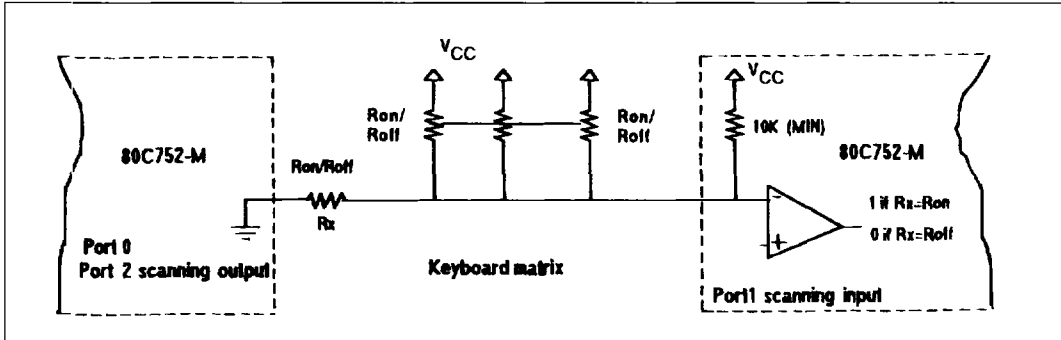 VCC
Ron/
Roff
Ron/
Roff
VCC
10K (MIN)
80C752-M
80C752-M
Ron/Roff
Rx
-
+
1 if Rx=Ron
0 if Rx=Roff
Port 0
Port 2 scanning output
Keyboard matrix
Port1 scanning input